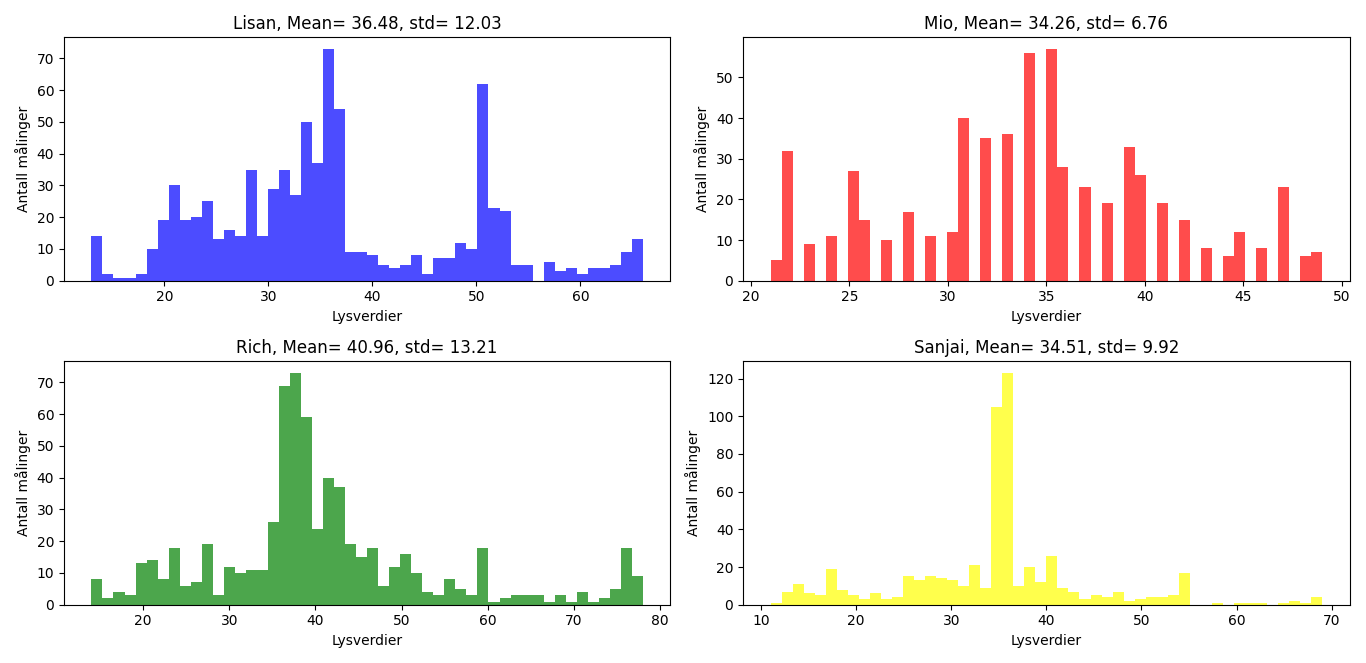 Lisan, Mean= 36.48, std= 12.03
Antall målinger
0
10
20
30
40
50
60
70
20 30 40 50 60
Lysverdier
Mio, Mean= 34.26, std= 6.76
Antall målinger
0
10
20
30
40
50
20 25 30 35 40 45 50
Lysverdier
Rich, Mean= 40.96, std= 13.21
Antall målinger
0
10
20
30
40
50
60
70
20 30 40 50 60 70 80
Lysverdier
Sanjai, Mean= 34.51, std= 9.92
Antall målinger
0
20
40
60
80
100
120
10 20 30 40 50 60 70
Lysverdier